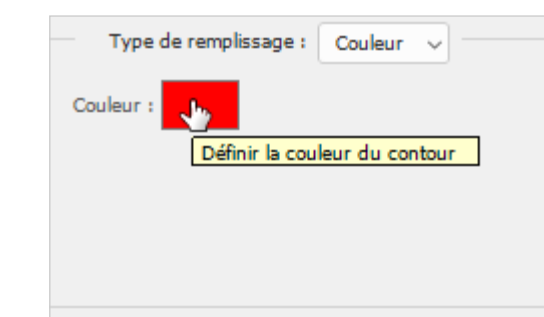 Type de remplissage : Couleur
Couleur :
Définir la couleur du contour